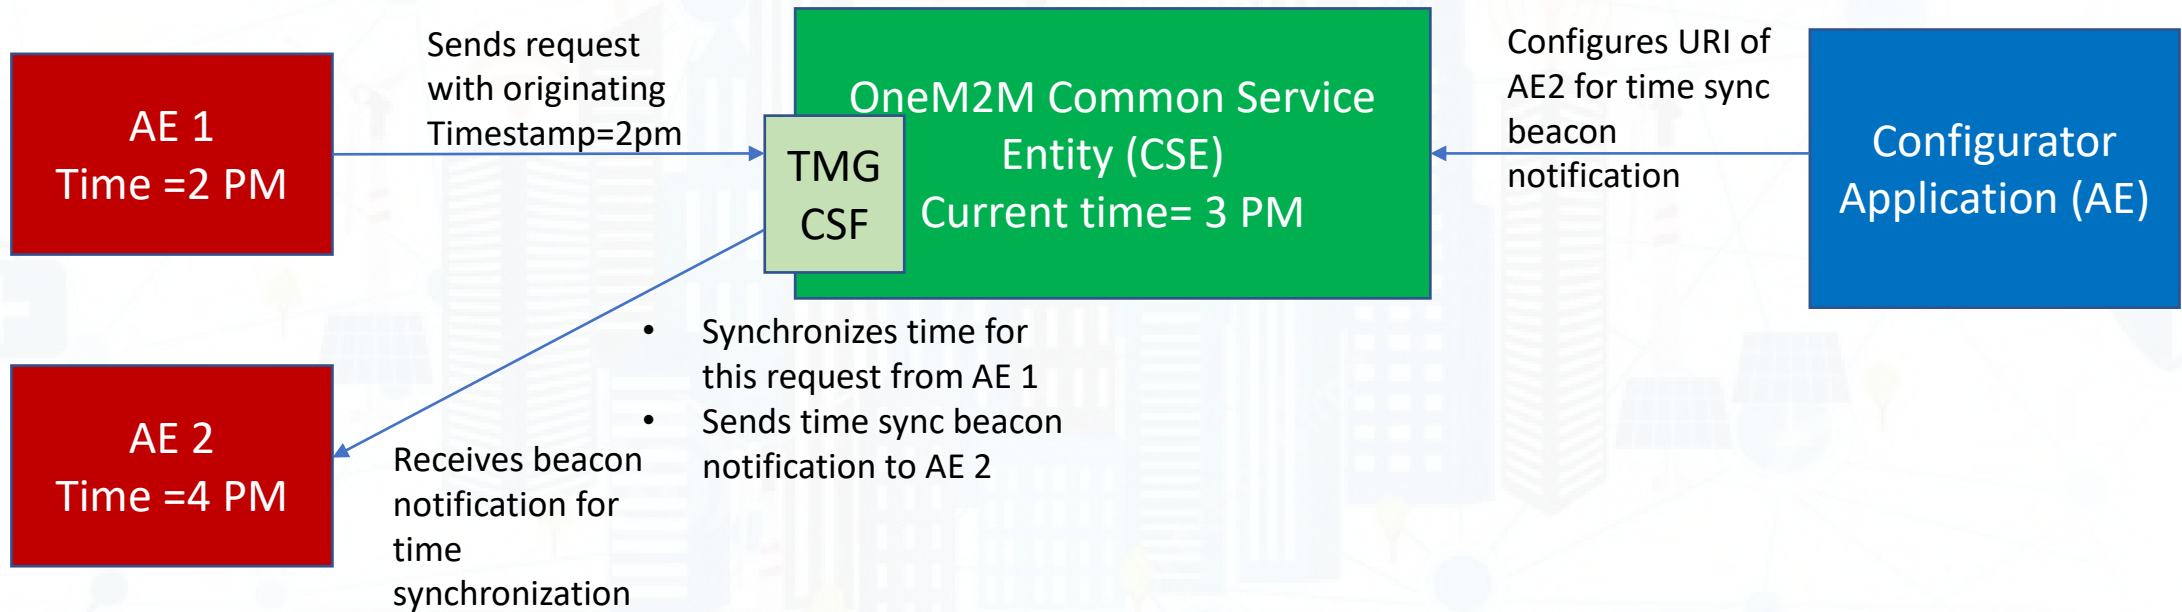 AE 1
Time =2 PM
Sends request
with originating
Timestamp=2pm
TMG
CSF
OneM2M Common Service
Entity (CSE)
Current time= 3 PM
Configures URI of
AE2 for time sync
beacon
notification
Configurator
Application (AE)
AE 2
Time =4 PM
Receives beacon
notification for
time
synchronization
• Synchronizes time for
this request from AE 1
• Sends time sync beacon
notification to AE 2